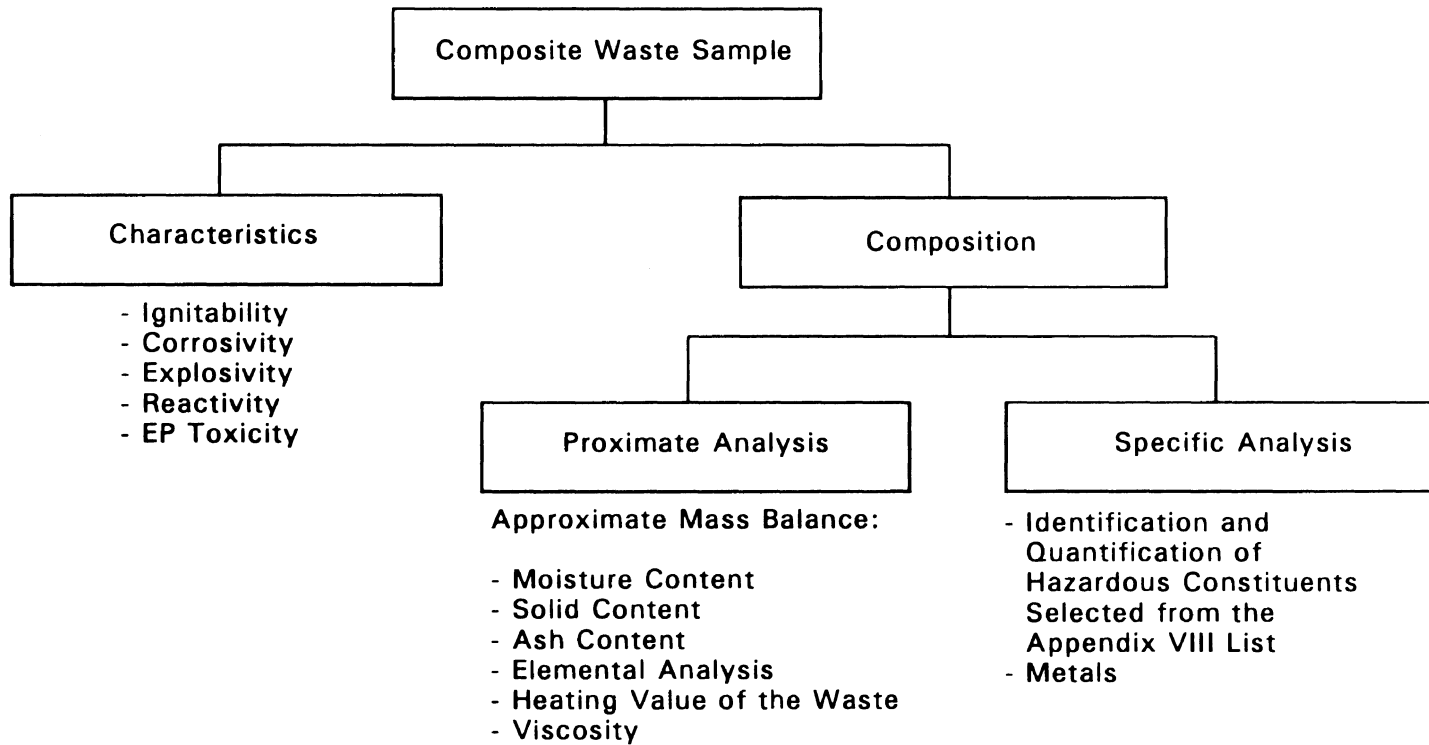 Composite Waste Sample
Characteristics
- Ignitability
- Corrosivity
- Explosivity
- Reactivity
- EP Toxicity
Composition
Proximate Analysis
Approximate Mass Balance:
- Moisture Content
- Solid Content
- Ash Content
- Elemental Analysis
- Heating Value of the Waste
- Viscosity
Specific Analysis
- Identification and
Quantification of
Hazardous Constituents
Selected from the
Appendix VIII List
- Metals